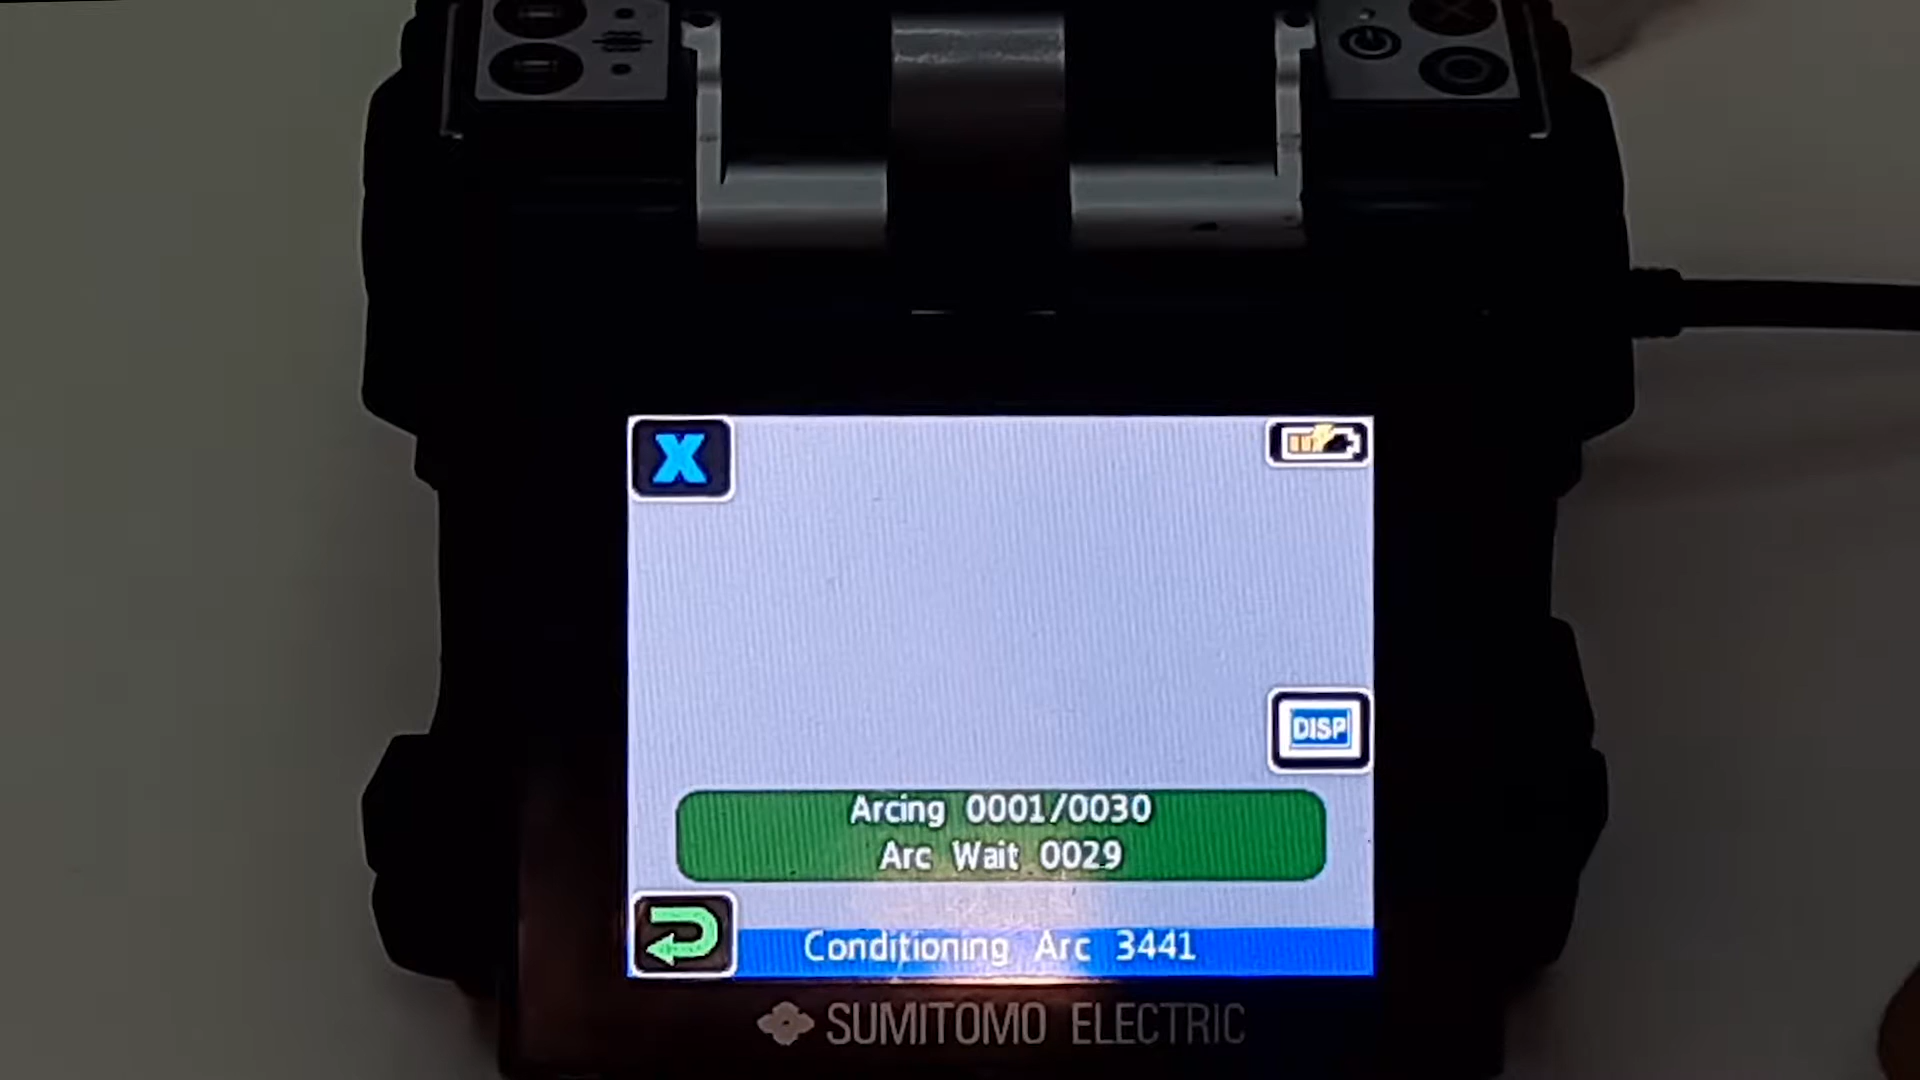 X
DISP
Arcing 0001/0030
Arc Wait 0029
Conditioning Arc 3441
SUMITOMO ELECTRIC